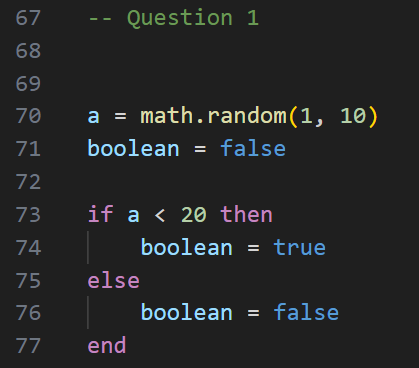 67 -- Question 1
68
69
70 a = math.random(1, 10)
71 boolean = false
72
73 if a < 20 then
74     boolean = true
75 else
76     boolean = false
77 end